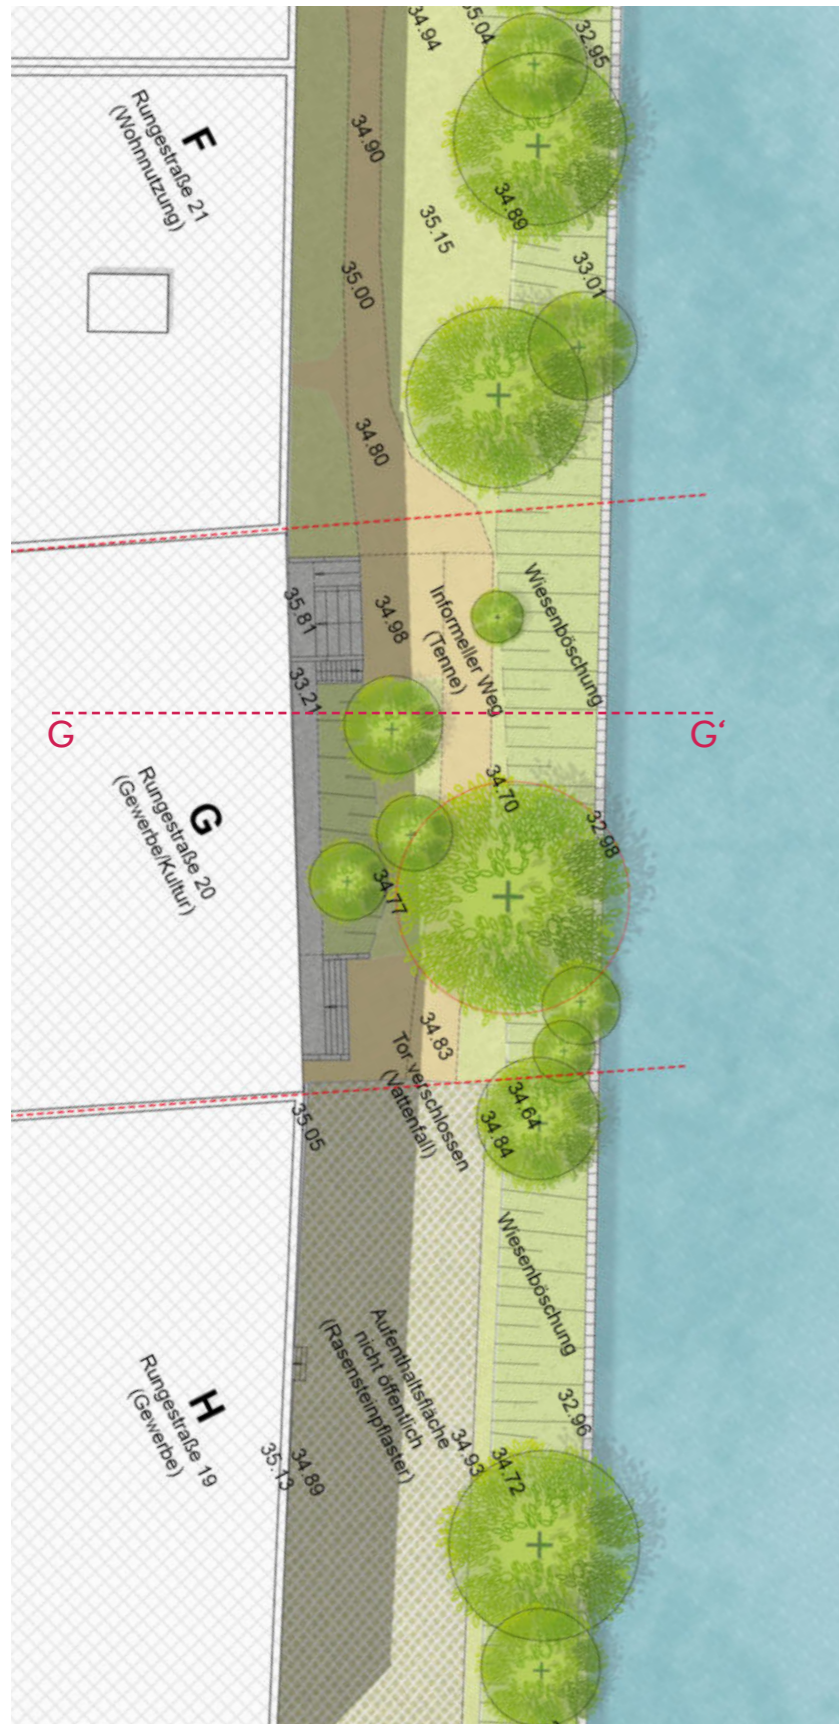 34.94
35.04
32.95
F
Rungestraße 21
(Wohnnutzung)
34.90
34.89
35.15
33.01
35.00
34.80
35.81
34.98
Informeller Weg
(Tenne)
Wiesenböschung
33.21
G
G‘
G
Rungestraße 20
(Gewerbe/Kultur)
34.70
32.98
34.77
34.83
Tor verschlossen
(Vattenfall)
34.64
34.84
35.05
Wiesenböschung
Aufenthaltsfläche
nicht öffentlich
(Rasensteinpflaster)
H
Rungestraße 19
(Gewerbe)
32.96
34.93
34.72
35.13
34.89